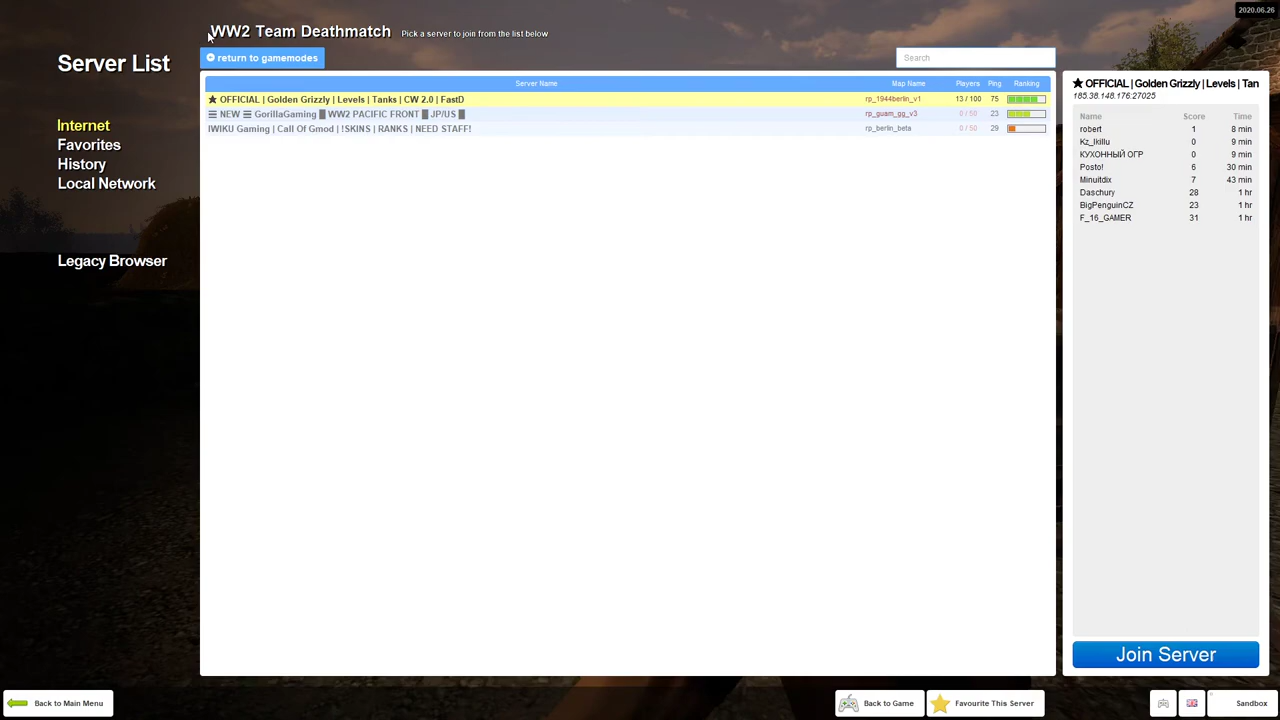 2020.06.26
WW2 Team Deathmatch Pick a server to join from the list below
Server List
return to gamemodes
Search
Internet
Favorites
History
Local Network
Legacy Browser
Server Name Map Name Players Ping Ranking
★ OFFICIAL | Golden Grizzly | Levels | Tanks | CW 2.0 | FastD rp_1944berlin_v1 13 / 100 75
☰ NEW ☰ GorillaGaming █ WW2 PACIFIC FRONT █ JP/US █ rp_guam_gg_v3 0 / 50 23
IWIKU Gaming | Call Of Gmod | !SKINS | RANKS | NEED STAFF! rp_berlin_beta 0 / 50 29
★ OFFICIAL | Golden Grizzly | Levels | Tan
185.38.148.176:27025
Name Score Time
robert 1 8 min
Kz_Ikillu 0 9 min
КУХОННЫЙ ОГР 0 9 min
Posto! 6 30 min
Minuitdix 7 43 min
Daschury 28 1 hr
BigPenguinCZ 23 1 hr
F_16_GAMER 31 1 hr
Join Server
Back to Main Menu
Back to Game
Favourite This Server
Sandbox